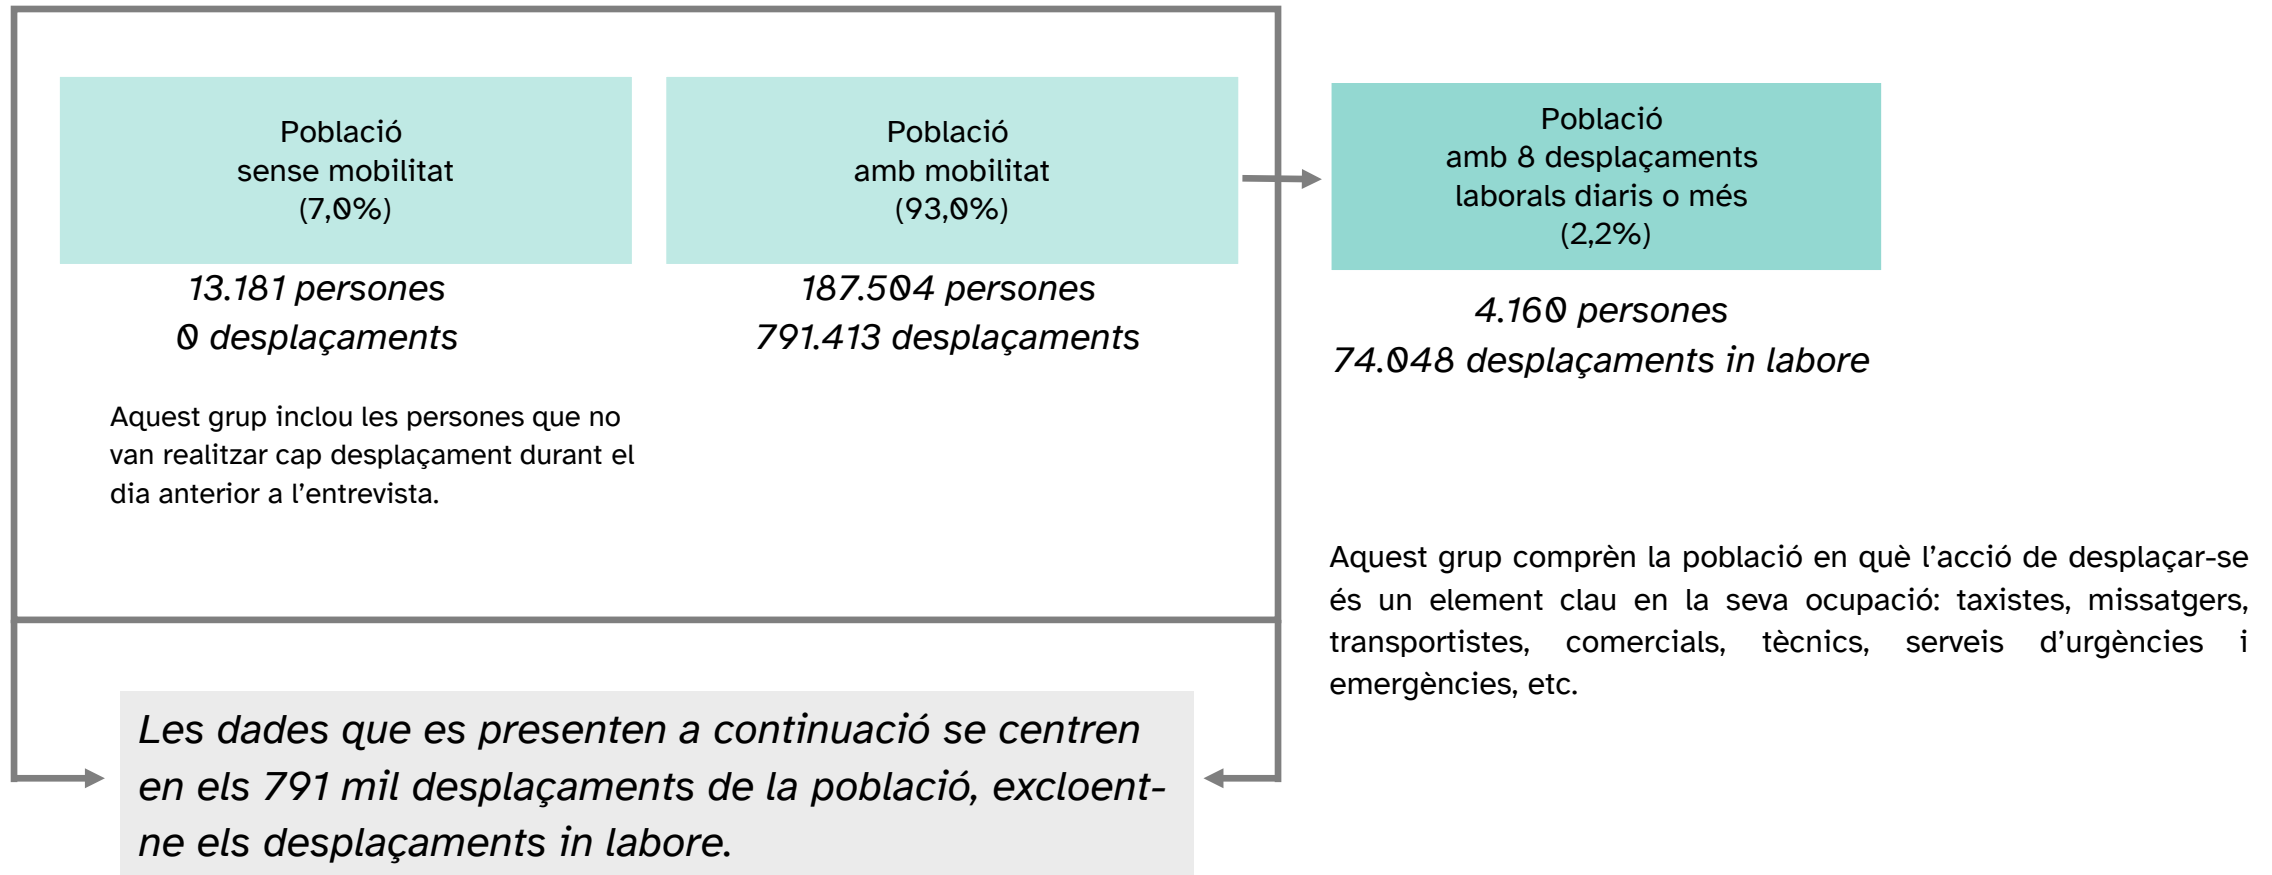 Població
sense mobilitat
(7,0%)
13.181 persones
0 desplaçaments
Aquest grup inclou les persones que no
van realitzar cap desplaçament durant el
dia anterior a l’entrevista.
Població
amb mobilitat
(93,0%)
187.504 persones
791.413 desplaçaments
Població
amb 8 desplaçaments
laborals diaris o més
(2,2%)
4.160 persones
74.048 desplaçaments in labore
Aquest grup comprèn la població en què l’acció de desplaçar-se
és un element clau en la seva ocupació: taxistes, missatgers,
transportistes, comercials, tècnics, serveis d’urgències i
emergències, etc.
Les dades que es presenten a continuació se centren
en els 791 mil desplaçaments de la població, excloent-
ne els desplaçaments in labore.